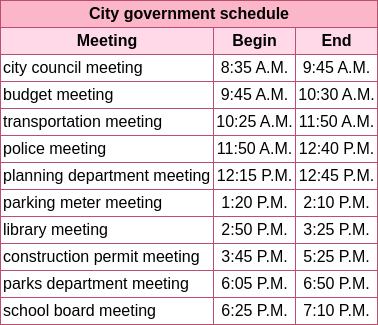 City government schedule
Meeting Begin End
city council meeting 8:35 A.M. 9:45 A.M.
budget meeting 9:45 A.M. 10:30 A.M.
transportation meeting 10:25 A.M. 11:50 A.M.
police meeting 11:50 A.M. 12:40 P.M.
planning department meeting 12:15 P.M. 12:45 P.M.
parking meter meeting 1:20 P.M. 2:10 P.M.
library meeting 2:50 P.M. 3:25 P.M.
construction permit meeting 3:45 P.M. 5:25 P.M.
parks department meeting 6:05 P.M. 6:50 P.M.
school board meeting 6:25 P.M. 7:10 P.M.